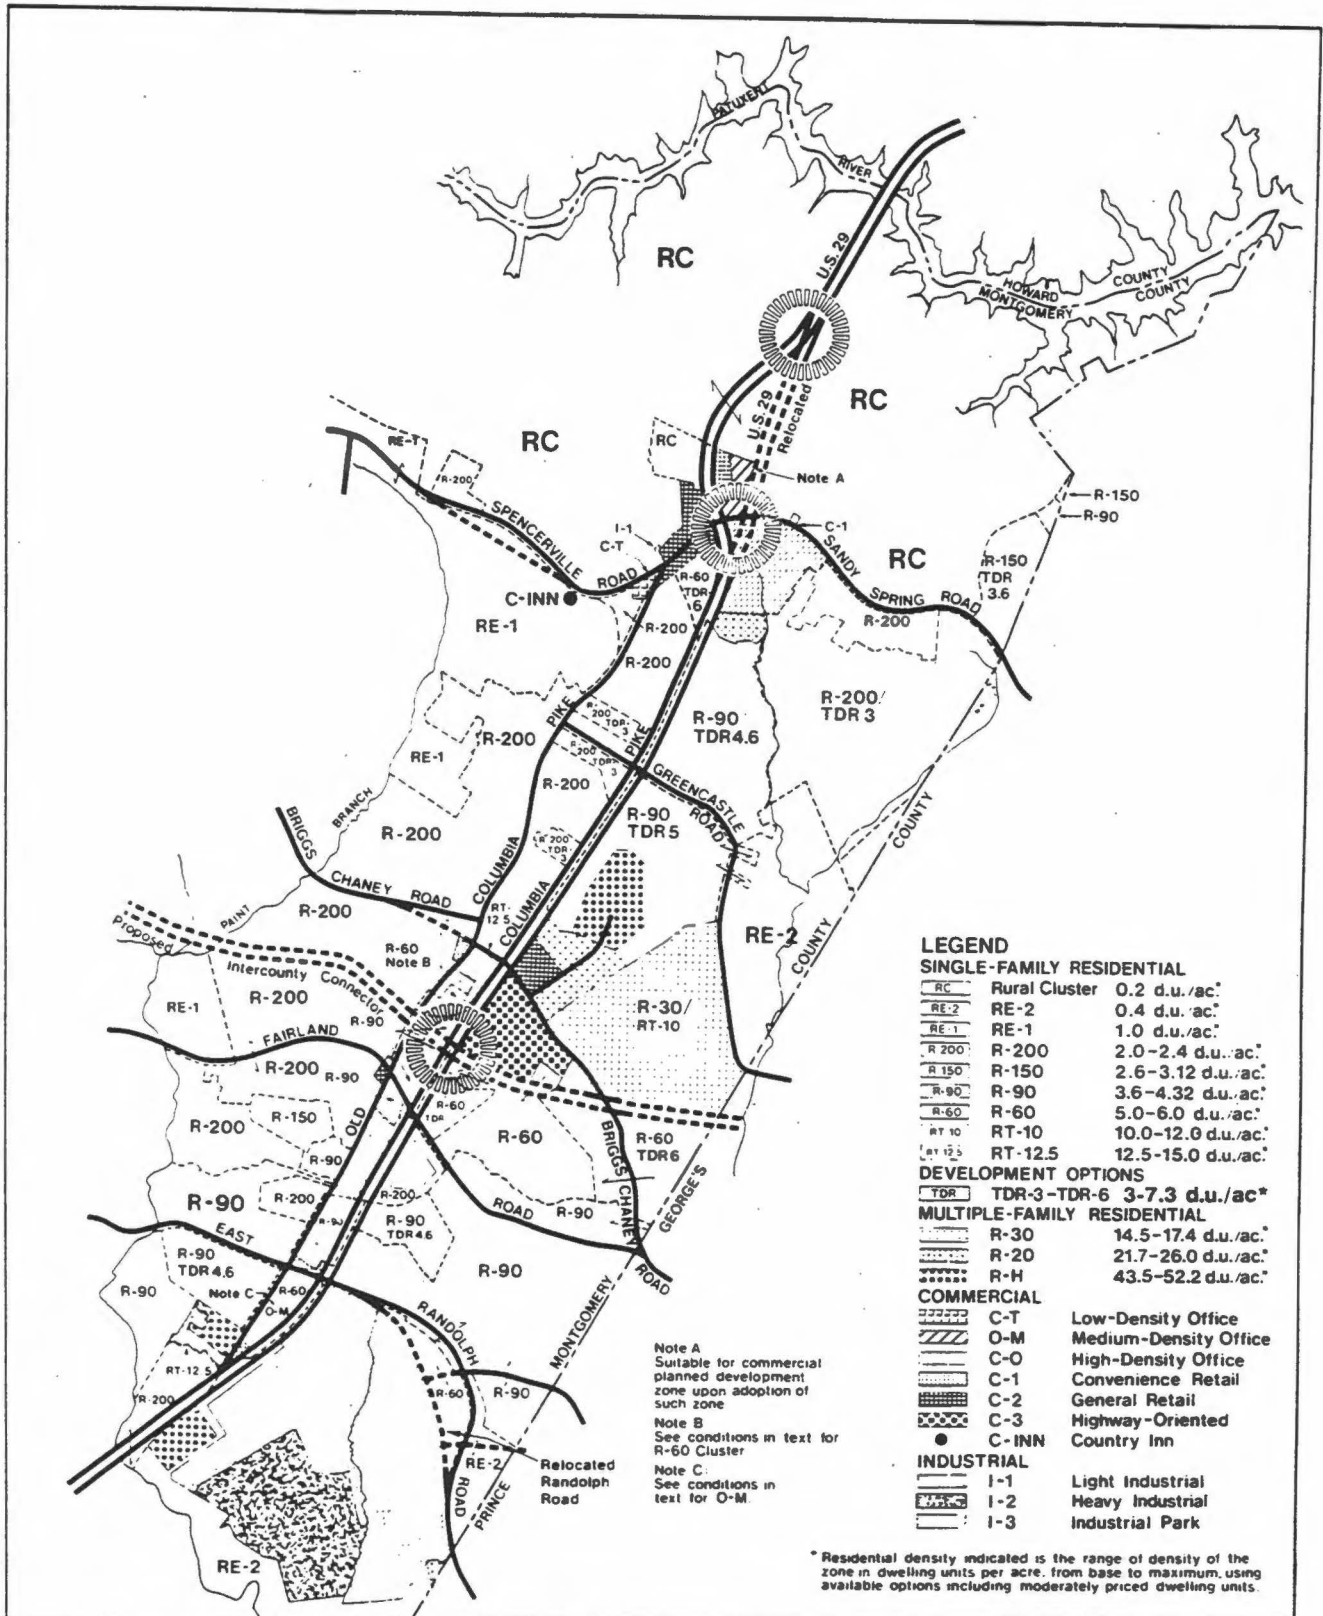 PATUXENT
RIVER
RC
U.S. 29
HOWARD COUNTY
MONTGOMERY COUNTY
U.S. 29
Relocated
RC
RC
RE-T
R-200
RC
Note A
R-150
R-90
I-1
C-T
C-1
SPENCERVILLE ROAD
SANDY SPRING ROAD
RC
R-150
TDR
3.6
R-60
TDR-
6
C-INN
RE-1
R-200
R-200
R-200
R-200/
TDR 3
R-90
TDR4.6
R-200
TDR-
3
PIKE
PIKE
R-200
RE-1
R-200
TDR-
3
GREENCASTLE
ROAD
R-200
R-90
TDR 5
BRANCH
R-200
BRIGGS
CHANEY ROAD
COLUMBIA
R-200
TDR-
3
COLUMBIA
COUNTY
RT-
12.5
PAINT
R-200
Proposed
Intercounty
Connector
R-60
Note B
RE-2
COUNTY
RE-1
R-200
R-90
R-30/
RT-10
FAIRLAND
R-200
R-90
R-60
TDR
R-200
R-150
R-60
R-60
TDR6
OLD
R-90
BRIGGS CHANEY
ROAD
GEORGE'S
R-90
R-200
R-200
R-90
R-90
TDR4.6
ROAD
R-90
EAST
R-90
TDR4.6
R-90
R-90
Note C
R-60
O-M
RANDOLPH
MONTGOMERY
RT-12.5
R-200
R-60
R-90
RE-2
Relocated
Randolph
Road
ROAD
PRINCE
RE-2
Note A
Suitable for commercial
planned development
zone upon adoption of
such zone
Note B
See conditions in text for
R-60 Cluster
Note C:
See conditions in
text for O-M.
LEGEND
SINGLE-FAMILY RESIDENTIAL
RC Rural Cluster 0.2 d.u./ac.*
RE-2 RE-2 0.4 d.u./ac.*
RE-1 RE-1 1.0 d.u./ac.*
R 200 R-200 2.0-2.4 d.u./ac.*
R 150 R-150 2.6-3.12 d.u./ac.*
R-90 R-90 3.6-4.32 d.u./ac.*
R-60 R-60 5.0-6.0 d.u./ac.*
RT 10 RT-10 10.0-12.0 d.u./ac.*
RT 12.5 RT-12.5 12.5-15.0 d.u./ac.*
DEVELOPMENT OPTIONS
TDR TDR-3-TDR-6 3-7.3 d.u./ac*
MULTIPLE-FAMILY RESIDENTIAL
R-30 14.5-17.4 d.u./ac.*
R-20 21.7-26.0 d.u./ac.*
R-H 43.5-52.2 d.u./ac.*
COMMERCIAL
C-T Low-Density Office
O-M Medium-Density Office
C-O High-Density Office
C-1 Convenience Retail
C-2 General Retail
C-3 Highway-Oriented
C-INN Country Inn
INDUSTRIAL
I-1 Light Industrial
I-2 Heavy Industrial
I-3 Industrial Park
* Residential density indicated is the range of density of the
zone in dwelling units per acre, from base to maximum, using
available options including moderately priced dwelling units.